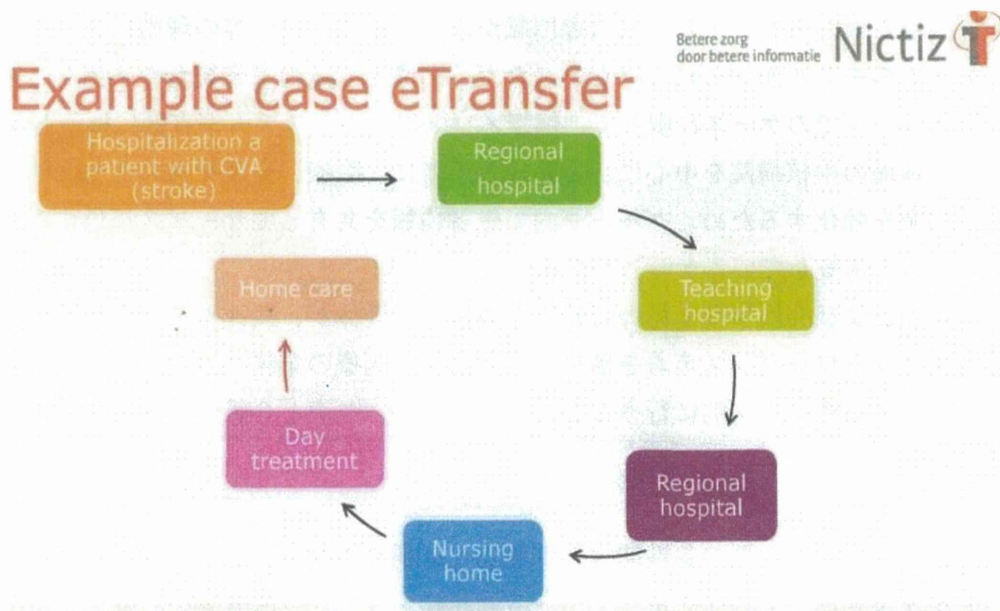 Betere zorg
door betere informatie
Nictiz
Example case eTransfer
Hospitalization a
patient with CVA
(stroke)
Regional
hospital
Teaching
hospital
Regional
hospital
Nursing
home
Day
treatment
Home care